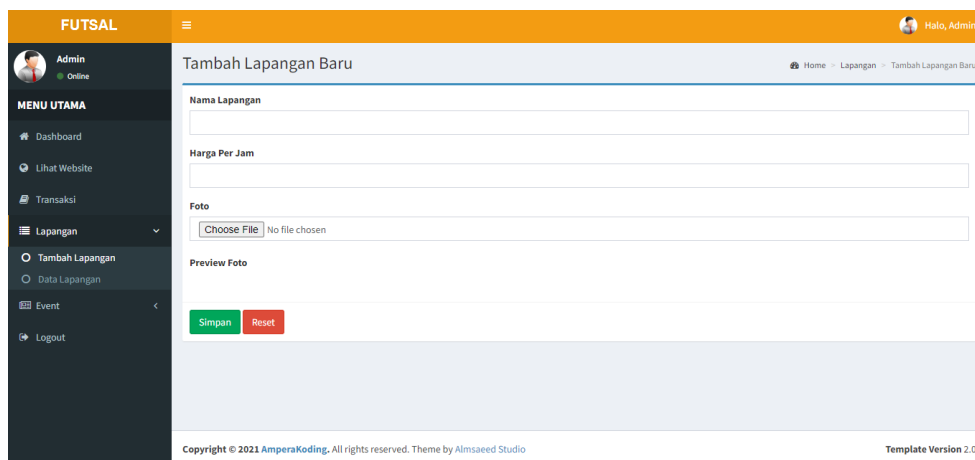 FUTSAL
Halo, Admin
Admin
Online
MENU UTAMA
Dashboard
Lihat Website
Transaksi
Lapangan
Tambah Lapangan
Data Lapangan
Event
Logout
Tambah Lapangan Baru
Home > Lapangan > Tambah Lapangan Baru
Nama Lapangan
Harga Per Jam
Foto
Choose File No file chosen
Preview Foto
Simpan Reset
Copyright © 2021 AmperaKoding. All rights reserved. Theme by Almsaeed Studio
Template Version 2.0